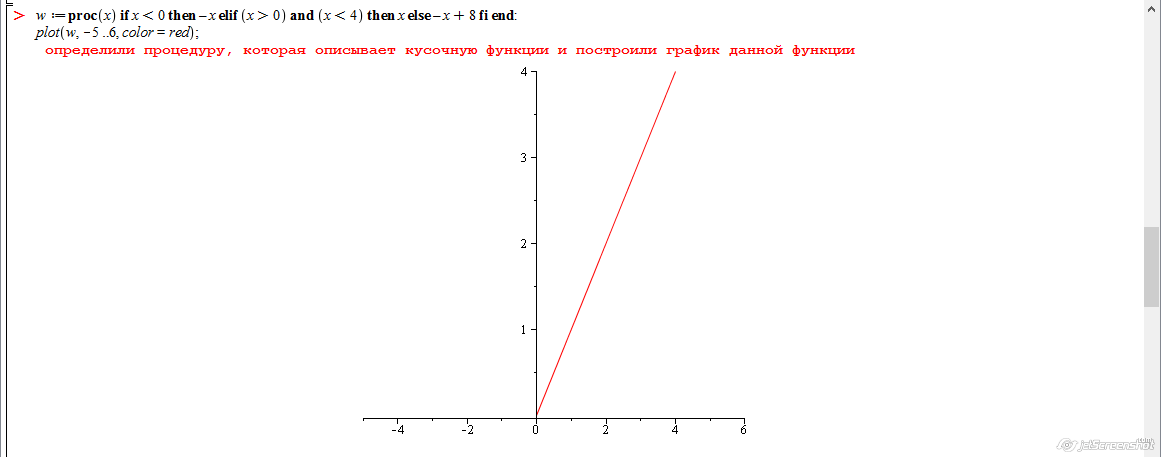 > w := proc(x) if x < 0 then −x elif (x > 0) and (x < 4) then x else −x + 8 fi end:
plot(w, −5 ..6, color = red);
определили процедуру, которая описывает кусочную функции и построили график данной функции
4
3
2
1
-4 -2 0 2 4 6
jetScreenshot